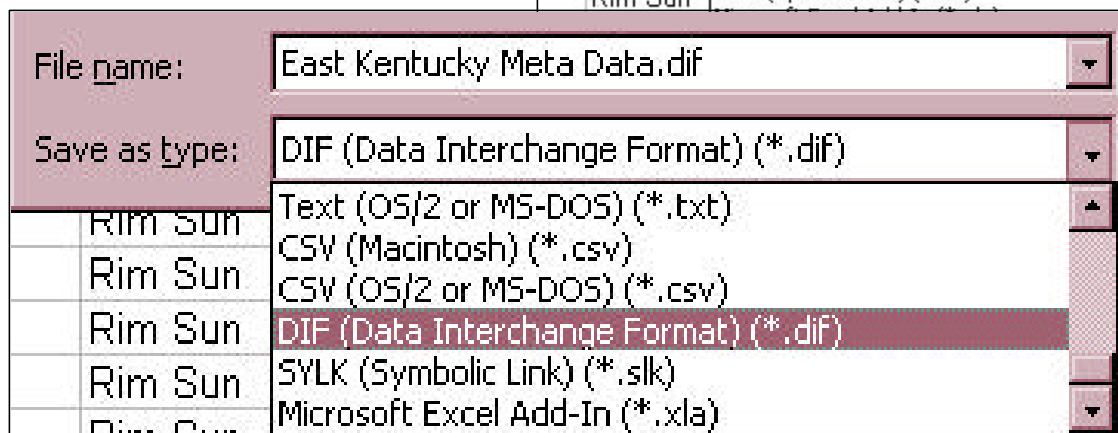 Rim Sun
File name: East Kentucky Meta Data.dif
Save as type: DIF (Data Interchange Format) (*.dif)
Rim Sun Text (OS/2 or MS-DOS) (*.txt)
CSV (Macintosh) (*.csv)
Rim Sun CSV (OS/2 or MS-DOS) (*.csv)
Rim Sun DIF (Data Interchange Format) (*.dif)
Rim Sun SYLK (Symbolic Link) (*.slk)
Rim Sun Microsoft Excel Add-In (*.xla)